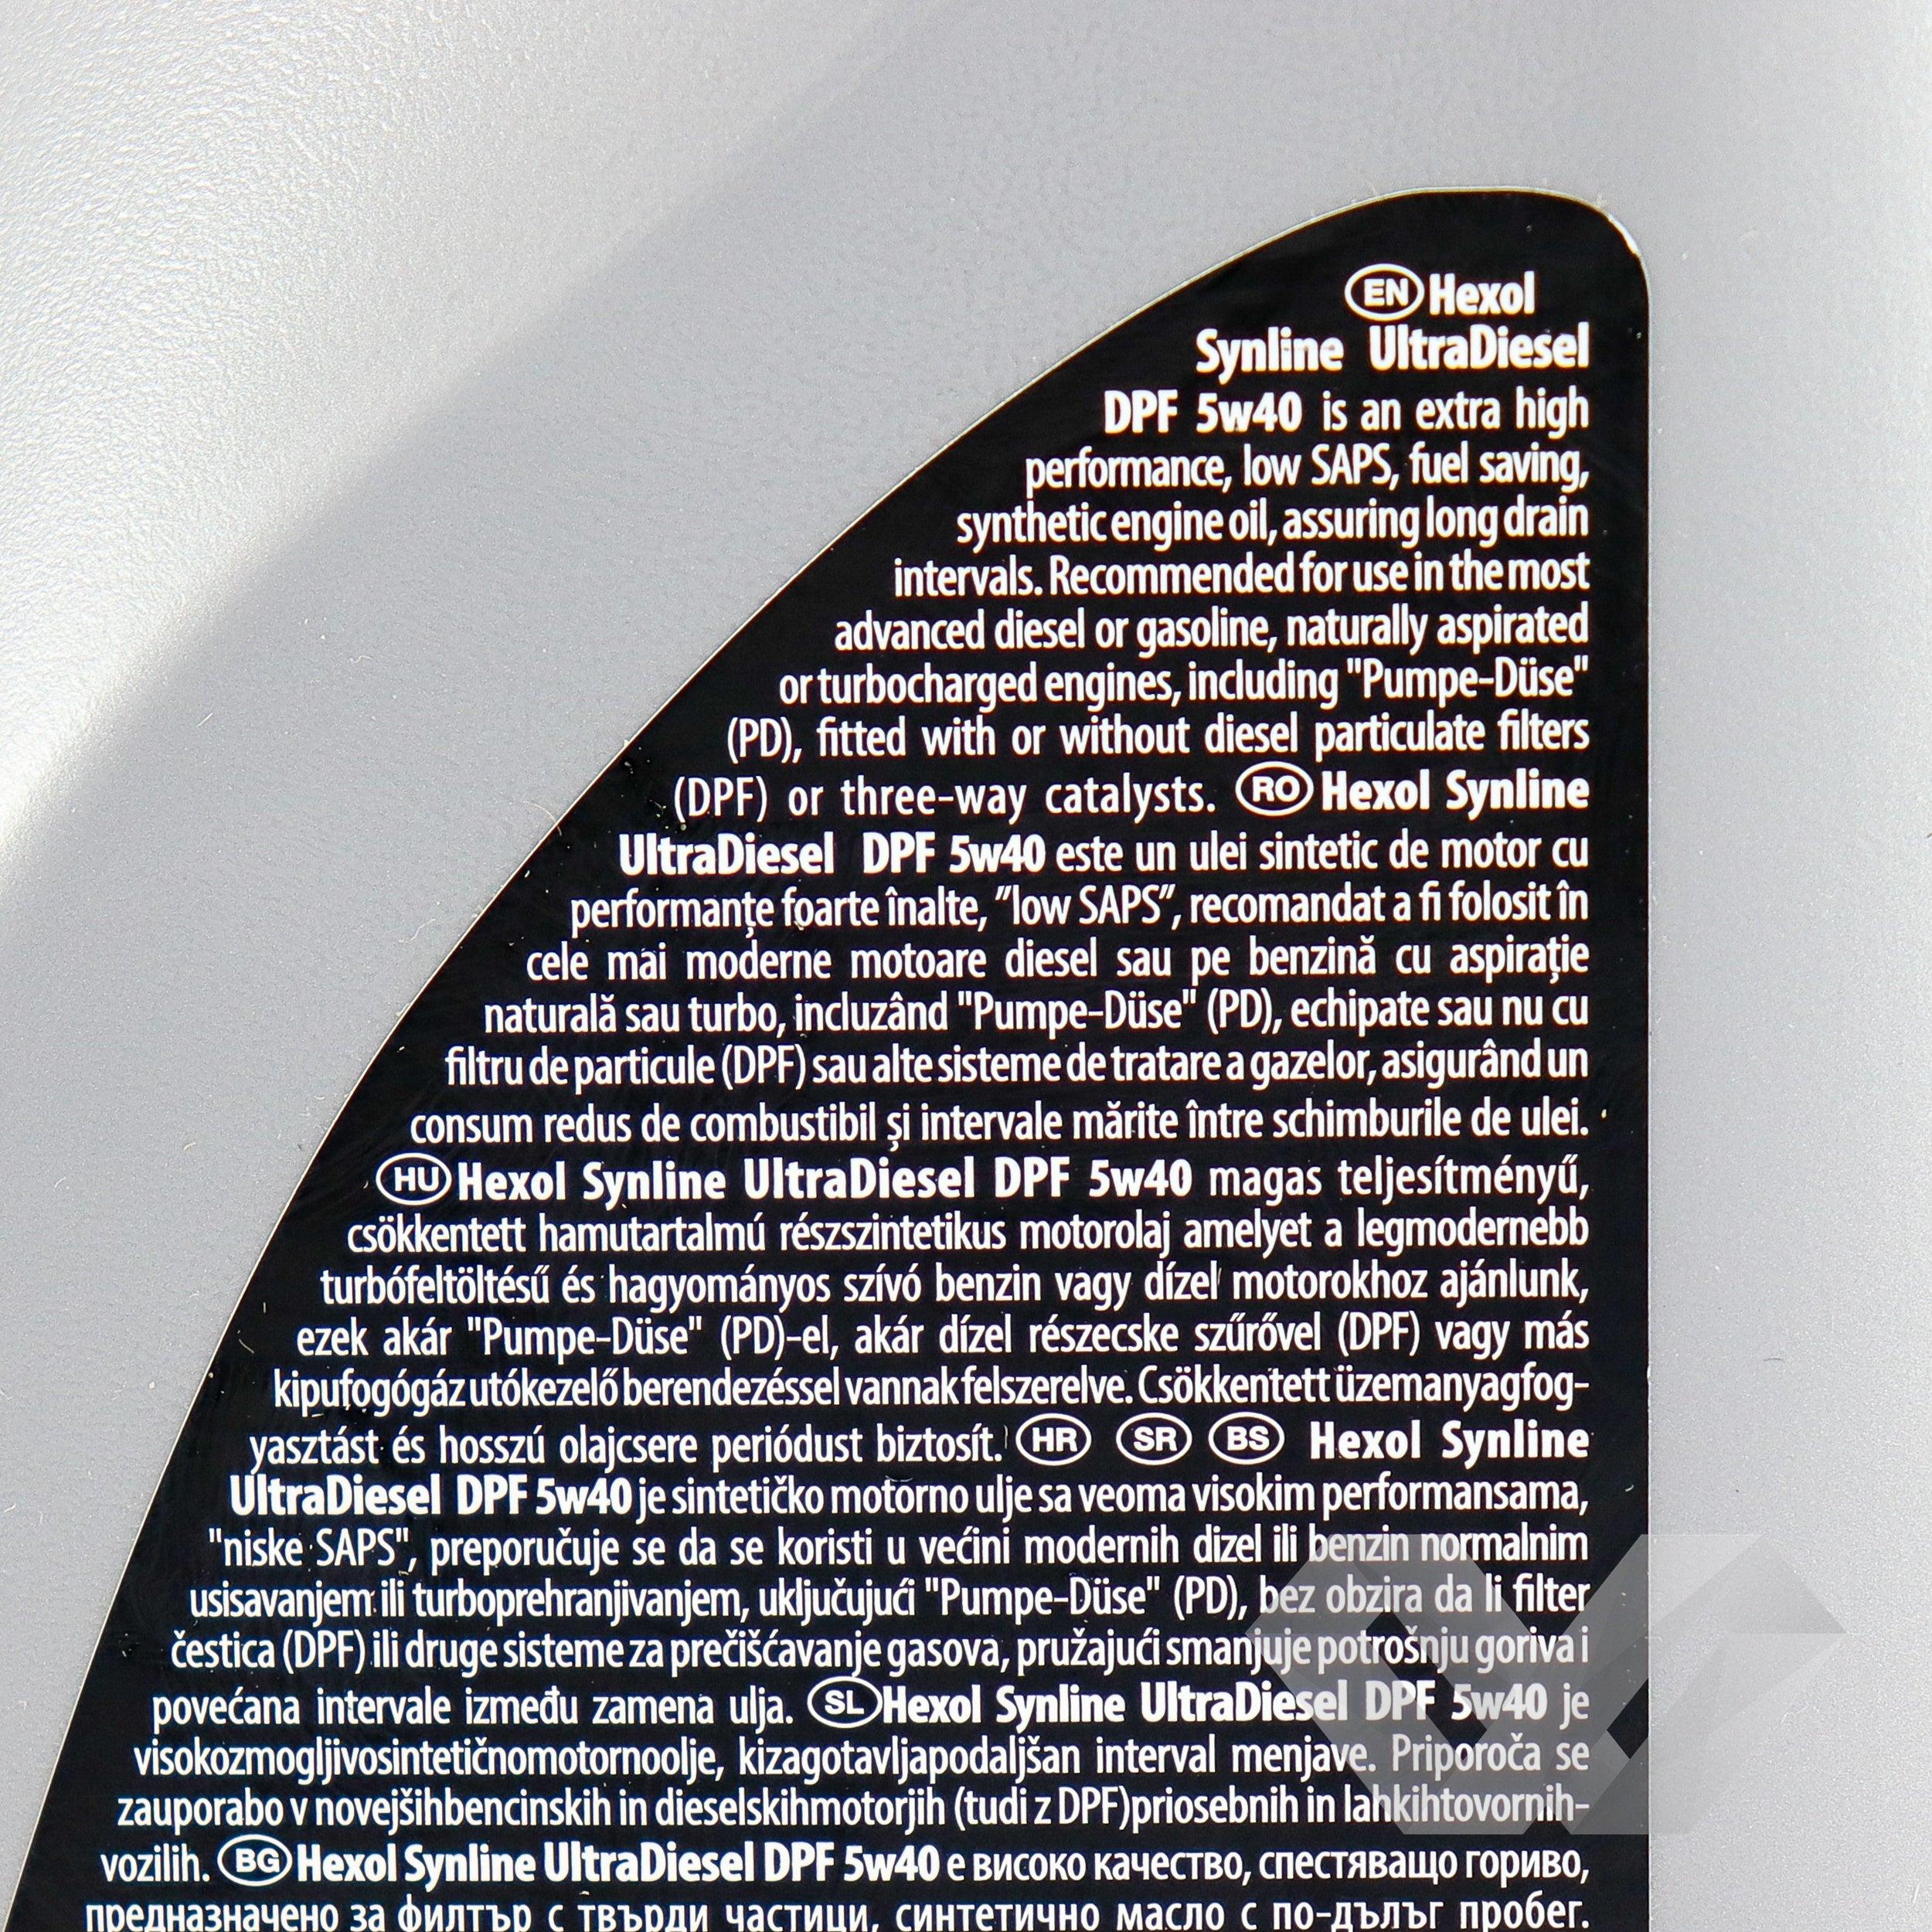 EN Hexol
Synline UltraDiesel
DPF 5w40 is an extra high
performance, low SAPS, fuel saving,
synthetic engine oil, assuring long drain
intervals. Recommended for use in the most
advanced diesel or gasoline, naturally aspirated
or turbocharged engines, including "Pumpe-Düse"
(PD), fitted with or without diesel particulate filters
(DPF) or three-way catalysts. RO Hexol Synline
UltraDiesel DPF 5w40 este un ulei sintetic de motor cu
performanțe foarte înalte, "low SAPS", recomandat a fi folosit în
cele mai moderne motoare diesel sau pe benzină cu aspirație
naturală sau turbo, incluzând "Pumpe-Düse" (PD), echipate sau nu cu
filtru de particule (DPF) sau alte sisteme de tratare a gazelor, asigurând un
consum redus de combustibil și intervale mărite între schimburile de ulei.
HU Hexol Synline UltraDiesel DPF 5w40 magas teljesítményű,
csökkentett hamutartalmú részszintetikus motorolaj amelyet a legmodernebb
turbófeltöltésű és hagyományos szívó benzin vagy dízel motorokhoz ajánlunk,
ezek akár "Pumpe-Düse" (PD)-el, akár dízel részecske szűrővel (DPF) vagy más
kipufogógáz utókezelő berendezéssel vannak felszerelve. Csökkentett üzemanyagfog-
yasztást és hosszú olajcsere periódust biztosít. HR SR BS Hexol Synline
UltraDiesel DPF 5w40 je sintetičko motorno ulje sa veoma visokim performansama,
"niske SAPS", preporučuje se da se koristi u većini modernih dizel ili benzin normalnim
usisavanjem ili turboprehranjivanjem, uključujući "Pumpe-Düse" (PD), bez obzira da li filter
čestica (DPF) ili druge sisteme za prečišćavanje gasova, pružajući smanjuje potrošnju goriva i
povećana intervale između zamena ulja. SL Hexol Synline UltraDiesel DPF 5w40 je
visokozmogljivosintetičnomotornoolje, kizagotavljapodaljšan interval menjave. Priporoča se
zauporabo v novejšihbencinskih in dieselskihmotorjih (tudi z DPF)priosebnih in lahkihtovornih-
vozilih. BG Hexol Synline UltraDiesel DPF 5w40 е високо качество, спестяващо гориво,
предназначено за филтър с твърди частици, синтетично масло с по-дълъг пробег.